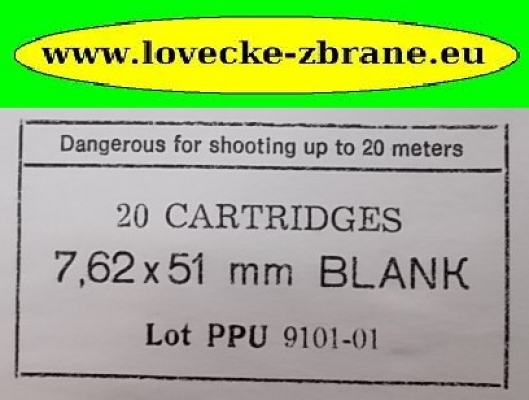 www.lovecke-zbrane.eu
Dangerous for shooting up to 20 meters
20 CARTRIDGES
7,62x51 mm BLANK
Lot PPU 9101-01